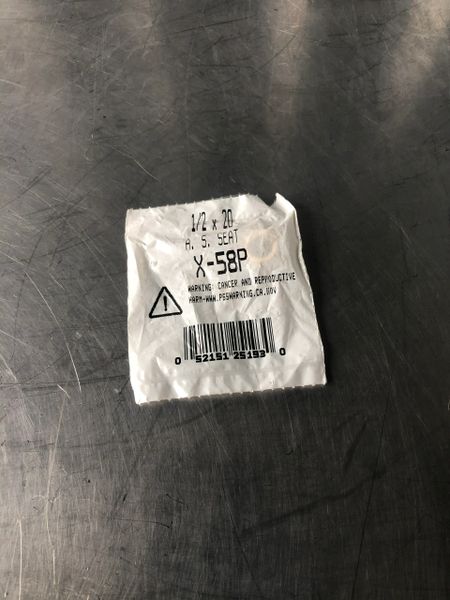 1/2 x 20
A. S. SEAT
X-58P
WARNING: CANCER AND REPRODUCTIVE
HARM-WWW.P65WARNING.CA.GOV
0 52151 25193 0